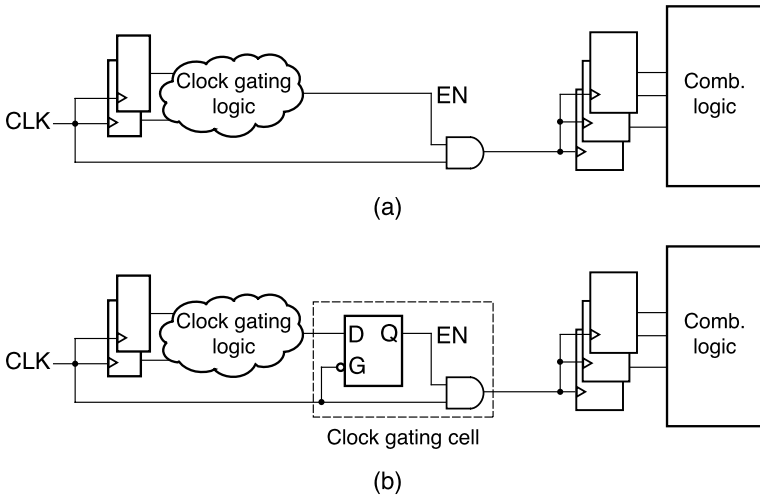 Clock gating
logic
EN
CLK
Comb.
logic
(a)
Clock gating
logic
D Q
G
EN
CLK
Comb.
logic
Clock gating cell
(b)